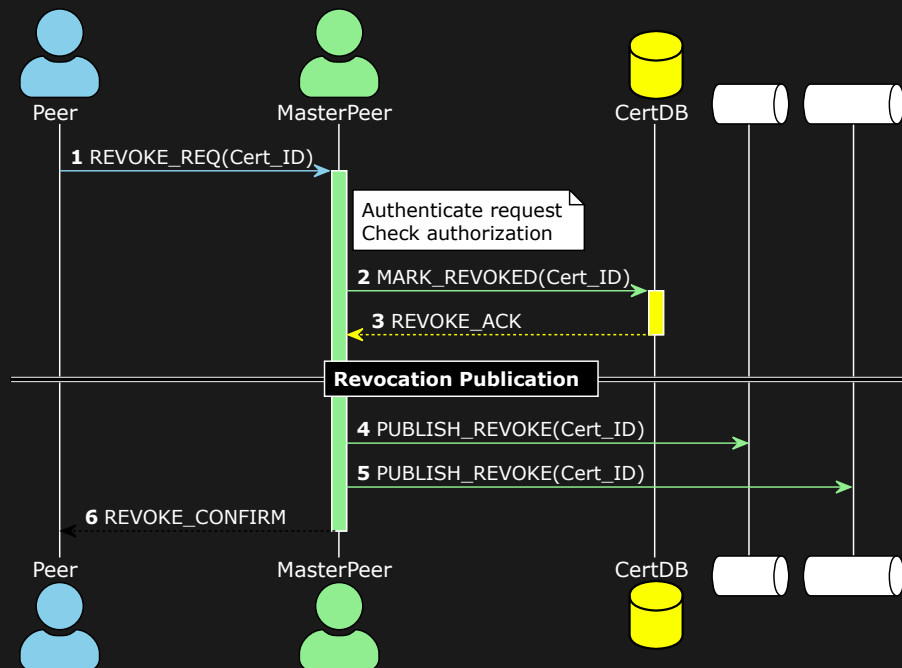 Peer
MasterPeer
CertDB
1 REVOKE_REQ(Cert_ID)
Authenticate request
Check authorization
2 MARK_REVOKED(Cert_ID)
3 REVOKE_ACK
Revocation Publication
4 PUBLISH_REVOKE(Cert_ID)
5 PUBLISH_REVOKE(Cert_ID)
6 REVOKE_CONFIRM
Peer
MasterPeer
CertDB